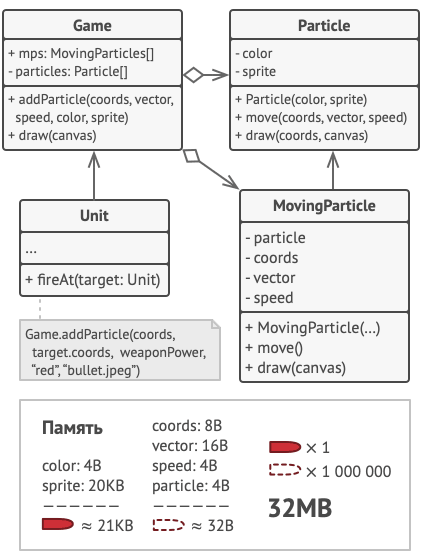 Game
+ mps: MovingParticles[]
- particles: Particle[]
+ addParticle(coords, vector,
speed, color, sprite)
+ draw(canvas)
Particle
- color
- sprite
+ Particle(color, sprite)
+ move(coords, vector, speed)
+ draw(coords, canvas)
Unit
...
+ fireAt(target: Unit)
Game.addParticle(coords,
target.coords, weaponPower,
“red”, “bullet.jpeg”)
MovingParticle
- particle
- coords
- vector
- speed
+ MovingParticle(...)
+ move()
+ draw(canvas)
Память
color: 4B
sprite: 20KB
≈ 21KB
coords: 8B
vector: 16B
speed: 4B
particle: 4B
≈ 32B
× 1
× 1 000 000
32MB